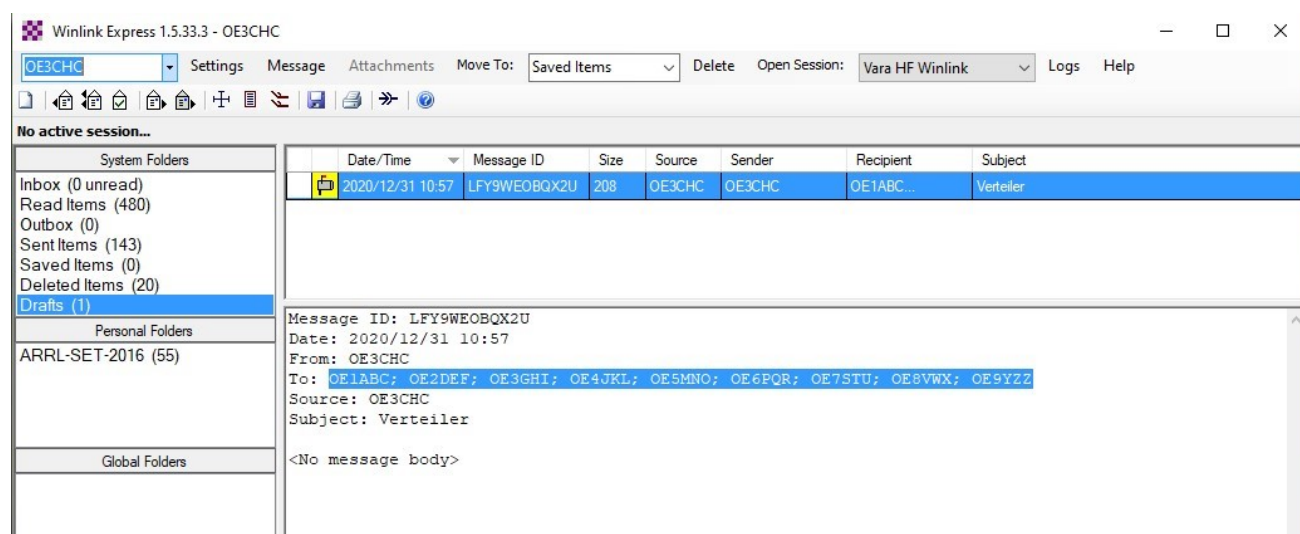 Winlink Express 1.5.33.3 - OE3CHC
OE3CHC Settings Message Attachments Move To: Saved Items Delete Open Session: Vara HF Winlink Logs Help
No active session...
System Folders
Inbox (0 unread)
Read Items (480)
Outbox (0)
Sent Items (143)
Saved Items (0)
Deleted Items (20)
Drafts (1)
Personal Folders
ARRL-SET-2016 (55)
Global Folders
Date/Time Message ID Size Source Sender Recipient Subject
2020/12/31 10:57 LFY9WEOBQX2U 208 OE3CHC OE3CHC OE1ABC... Verteiler
Message ID: LFY9WEOBQX2U
Date: 2020/12/31 10:57
From: OE3CHC
To: OE1ABC; OE2DEF; OE3GHI; OE4JKL; OE5MNO; OE6PQR; OE7STU; OE8VWX; OE9YZZ
Source: OE3CHC
Subject: Verteiler
<No message body>